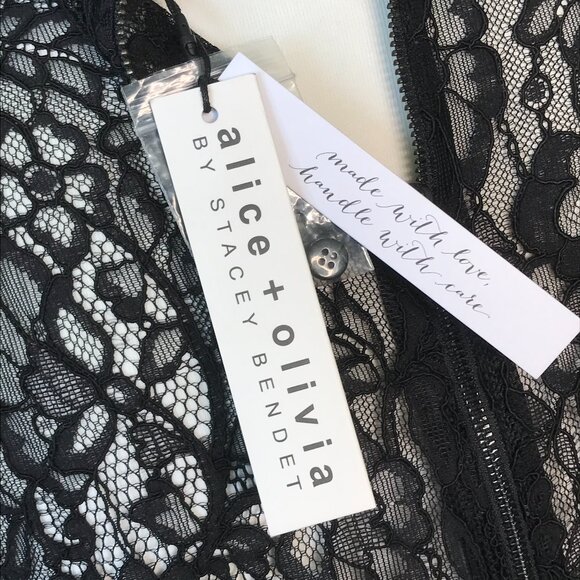 alice + olivia
BY STACEY BENDET
made with love,
handle with care